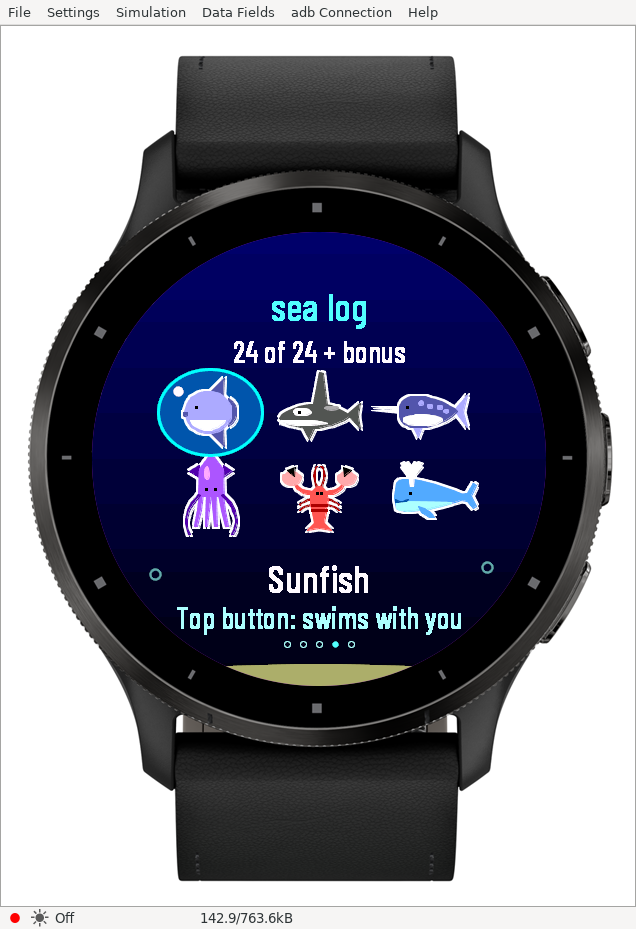 File Settings Simulation Data Fields adb Connection Help
sea log
24 of 24 + bonus
Sunfish
Top button: swims with you
Off 142.9/763.6kB